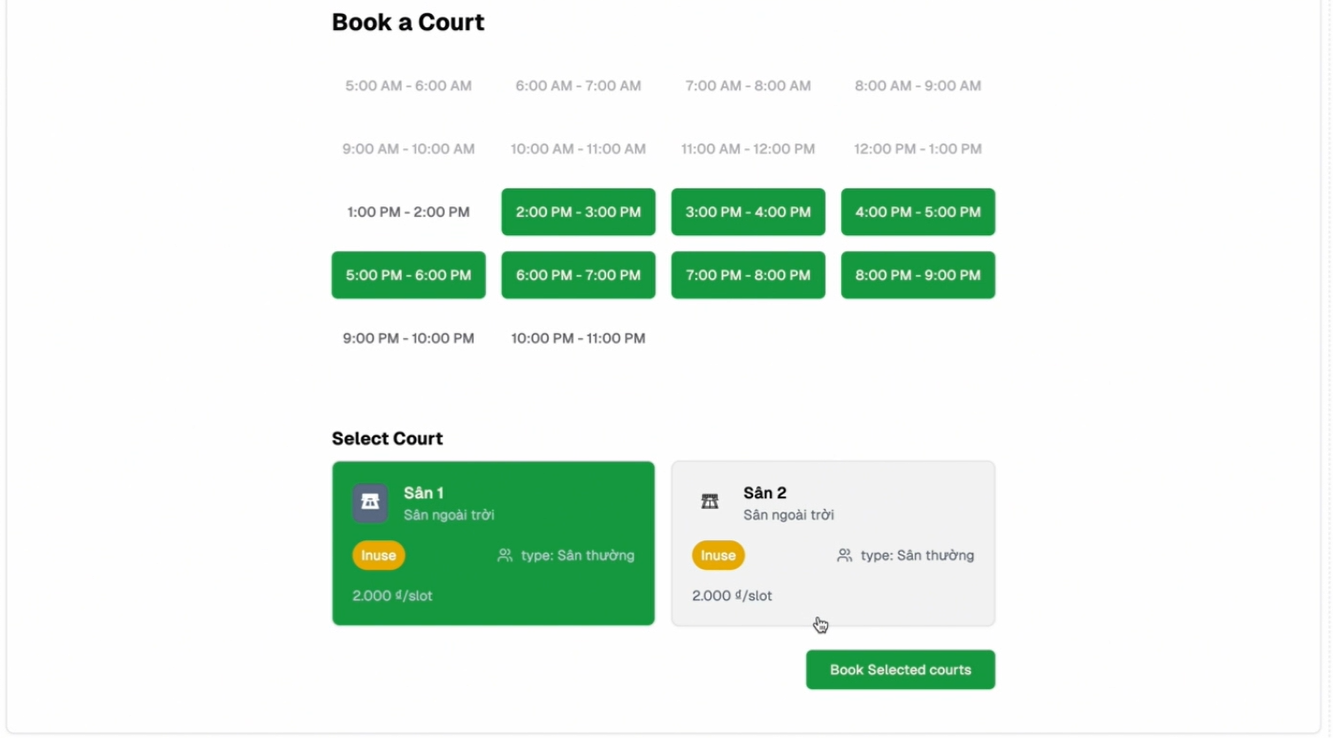 Book a Court
5:00 AM - 6:00 AM 6:00 AM - 7:00 AM 7:00 AM - 8:00 AM 8:00 AM - 9:00 AM
9:00 AM - 10:00 AM 10:00 AM - 11:00 AM 11:00 AM - 12:00 PM 12:00 PM - 1:00 PM
1:00 PM - 2:00 PM 2:00 PM - 3:00 PM 3:00 PM - 4:00 PM 4:00 PM - 5:00 PM
5:00 PM - 6:00 PM 6:00 PM - 7:00 PM 7:00 PM - 8:00 PM 8:00 PM - 9:00 PM
9:00 PM - 10:00 PM 10:00 PM - 11:00 PM
Select Court
Sân 1
Sân ngoài trời
Inuse type: Sân thường
2.000 ₫/slot
Sân 2
Sân ngoài trời
Inuse type: Sân thường
2.000 ₫/slot
Book Selected courts